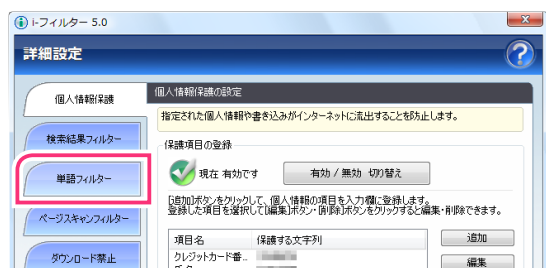 i-フィルター 5.0
詳細設定
個人情報保護
検索結果フィルター
単語フィルター
ページスキャンフィルター
ダウンロード禁止
個人情報保護の設定
指定された個人情報や書き込みがインターネットに流出することを防止します。
保護項目の登録
現在 有効です
有効 / 無効 切り替え
[追加]ボタンをクリックして、個人情報の項目を入力欄に登録します。
登録した項目を選択して[編集]ボタン・[削除]ボタンをクリックすると編集・削除できます。
項目名 保護する文字列
追加
クレジットカード番...
編集